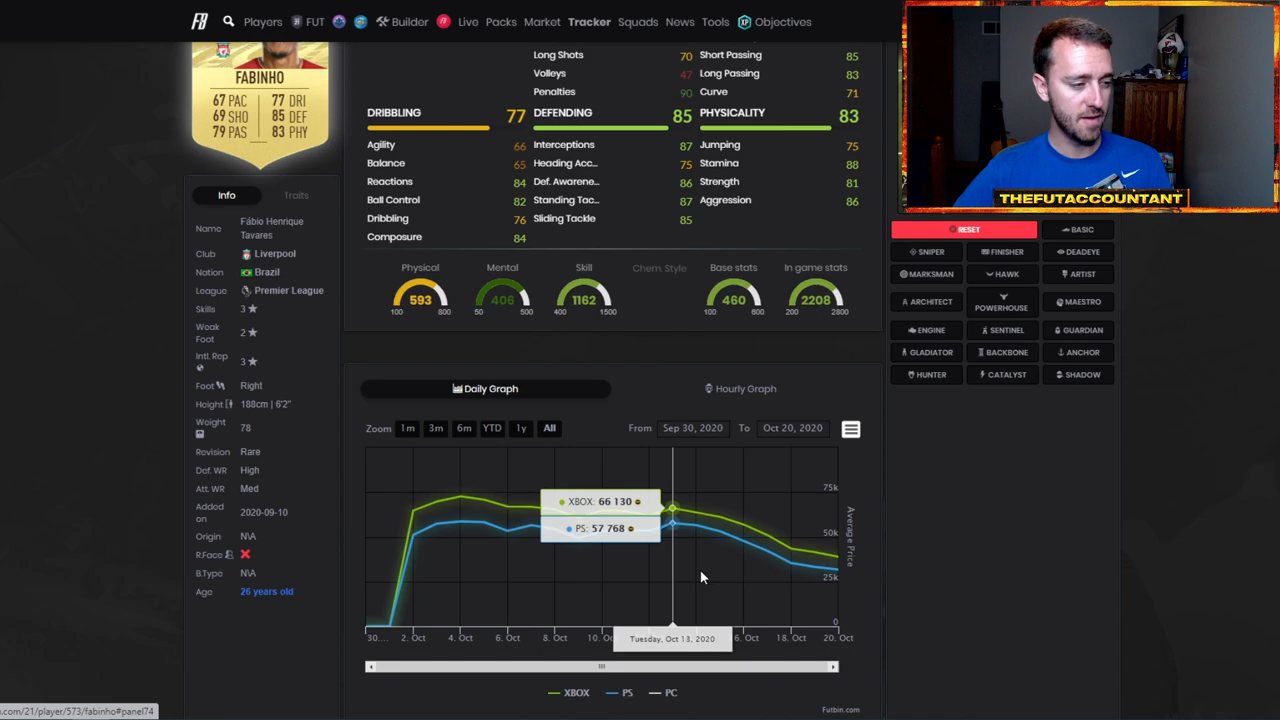 Players FUT Builder Live Packs Market Tracker Squads News Tools Objectives
FABINHO
67 PAC 77 DRI
69 SHO 85 DEF
79 PAS 83 PHY
Long Shots 70 Short Passing 85
Volleys 47 Long Passing 83
Penalties 90 Curve 71
DRIBBLING 77 DEFENDING 85 PHYSICALITY 83
Agility 66 Interceptions 87 Jumping 75
Balance 65 Heading Acc... 75 Stamina 88
Reactions 84 Def. Awarene... 86 Strength 81
Ball Control 82 Standing Tac... 87 Aggression 86
Dribbling 76 Sliding Tackle 85
Composure 84
Physical Mental Skill Chem. Style Base stats In game stats
593 406 1162 460 2208
100 800 50 500 400 1500 100 600 200 2800
Info Traits
Name Fábio Henrique Tavares
Club Liverpool
Nation Brazil
League Premier League
Skills 3
Weak Foot 2
Intl. Rep 3
Foot Right
Height 188cm | 6'2"
Weight 78
Revision Rare
Def. WR High
Att. WR Med
Added on 2020-09-10
Origin N\A
R.Face
B.Type N\A
Age 26 years old
Daily Graph Hourly Graph
Zoom 1m 3m 6m YTD 1y All From Sep 30, 2020 To Oct 20, 2020
75k
50k
25k
0
Average Price
XBOX: 66 130
PS: 57 768
30.... 2. Oct 4. Oct 6. Oct 8. Oct 10. O 6. Oct 18. Oct 20. Oct
Tuesday, Oct 13, 2020
XBOX PS PC
Futbin.com
THEFUTACCOUNTANT
RESET BASIC
SNIPER FINISHER DEADEYE
MARKSMAN HAWK ARTIST
ARCHITECT POWERHOUSE MAESTRO
ENGINE SENTINEL GUARDIAN
GLADIATOR BACKBONE ANCHOR
HUNTER CATALYST SHADOW
n.com/21/player/573/fabinho#panel74